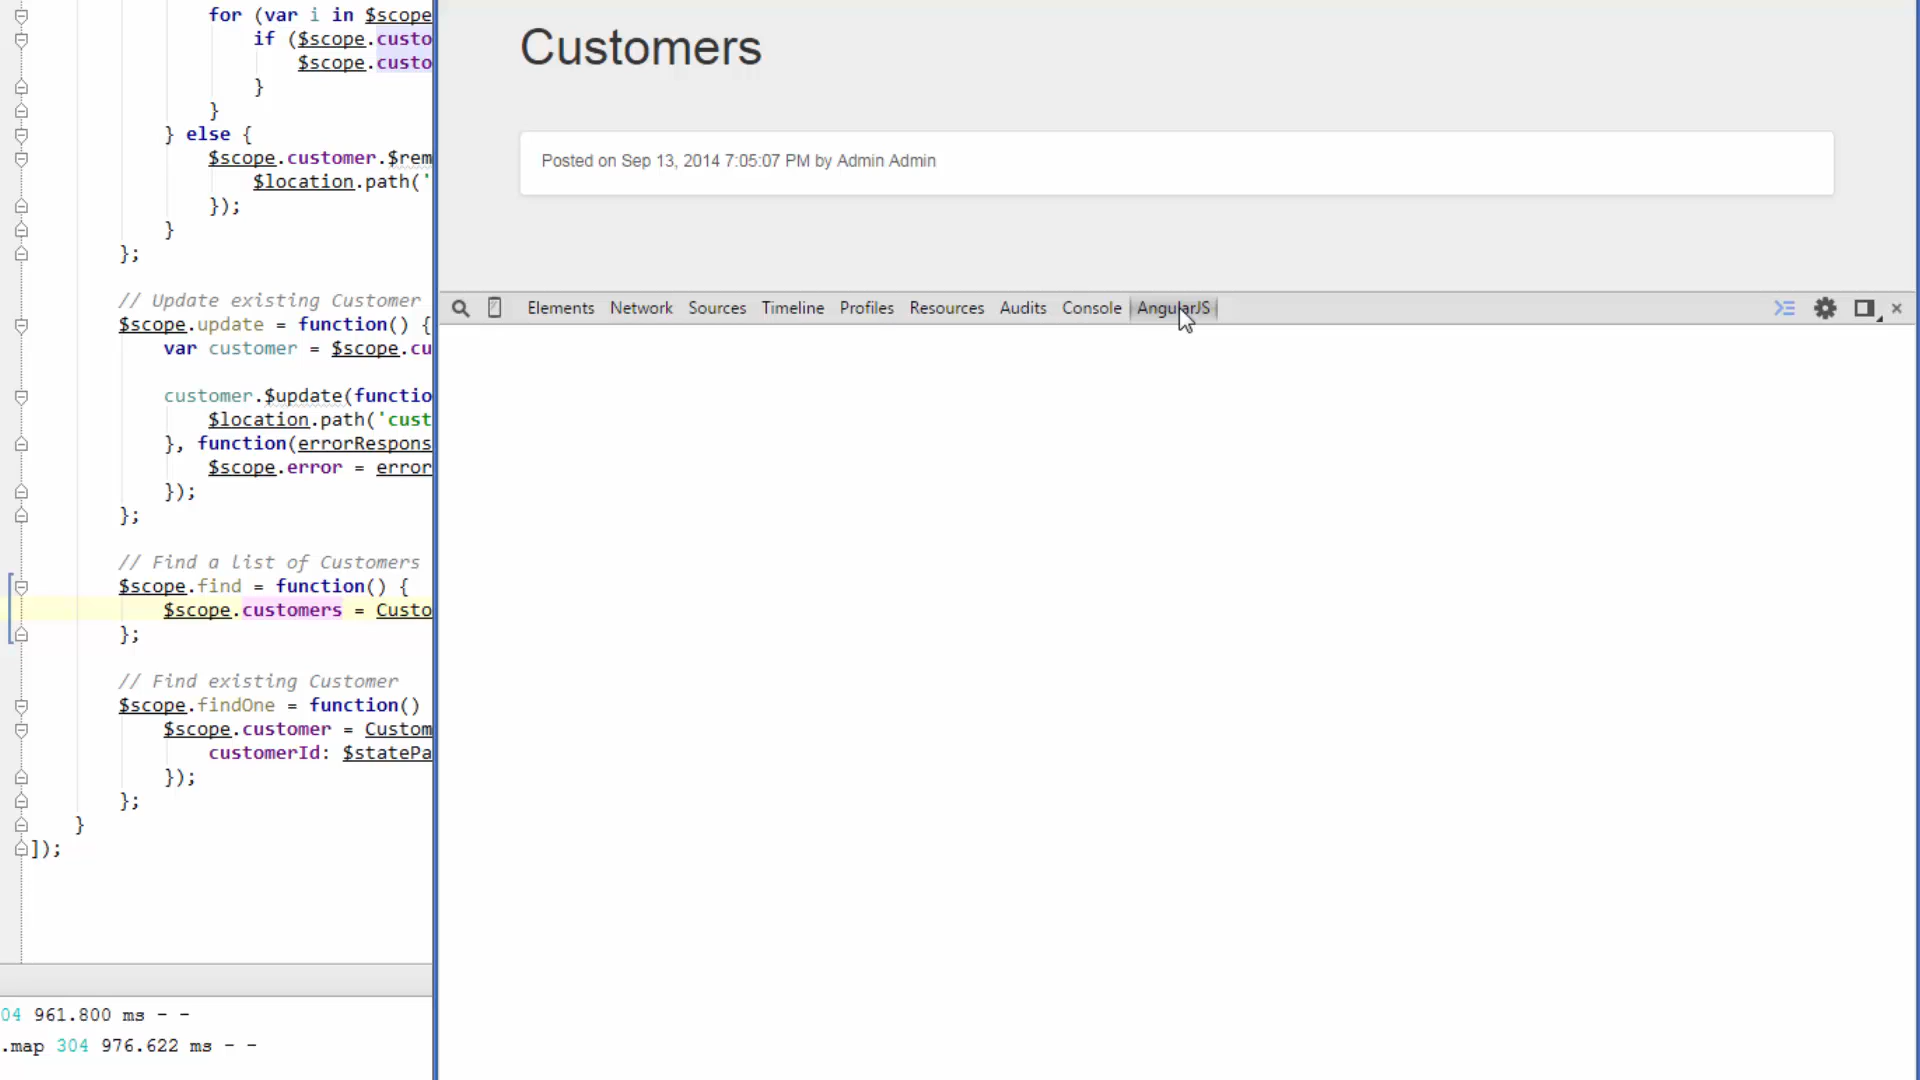 for (var i in $scope
if ($scope.custo
$scope.custo
}
}
} else {
$scope.customer.$rem
$location.path('
});
}
};
// Update existing Customer
$scope.update = function() {
var customer = $scope.cu
customer.$update(functio
$location.path('cust
}, function(errorRespons
$scope.error = error
});
};
// Find a list of Customers
$scope.find = function() {
$scope.customers = Custo
};
// Find existing Customer
$scope.findOne = function()
$scope.customer = Custom
customerId: $statePa
});
};
}
]);
04 961.800 ms - -
.map 304 976.622 ms - -
Customers
Posted on Sep 13, 2014 7:05:07 PM by Admin Admin
Elements Network Sources Timeline Profiles Resources Audits Console AngularJS